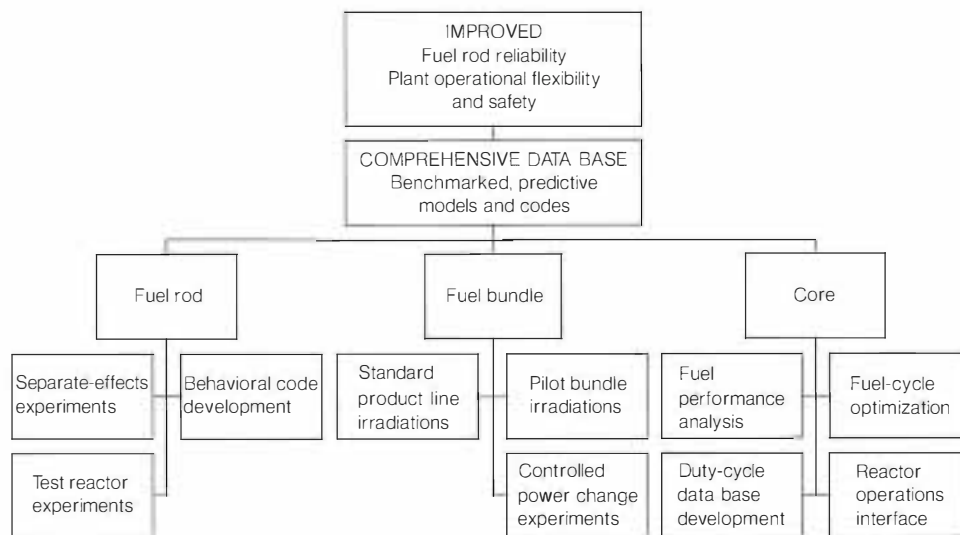 IMPROVED
Fuel rod reliability
Plant operational flexibility
and safety
COMPREHENSIVE DATA BASE
Benchmarked, predictive
models and codes
Fuel rod
Fuel bundle
Core
Separate-effects
experiments
Behavioral code
development
Standard
product line
irradiations
Pilot bundle
irradiations
Fuel
performance
analysis
Fuel-cycle
optimization
Test reactor
experiments
Controlled
power change
experiments
Duty-cycle
data base
development
Reactor
operations
interface